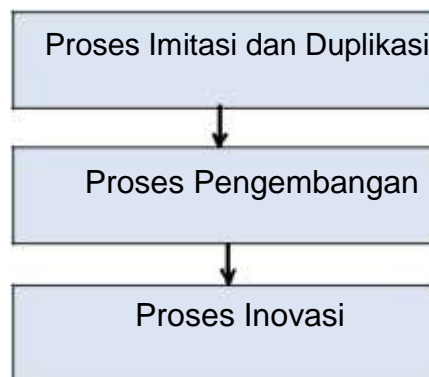 Proses Imitasi dan Duplikasi
Proses Pengembangan
Proses Inovasi